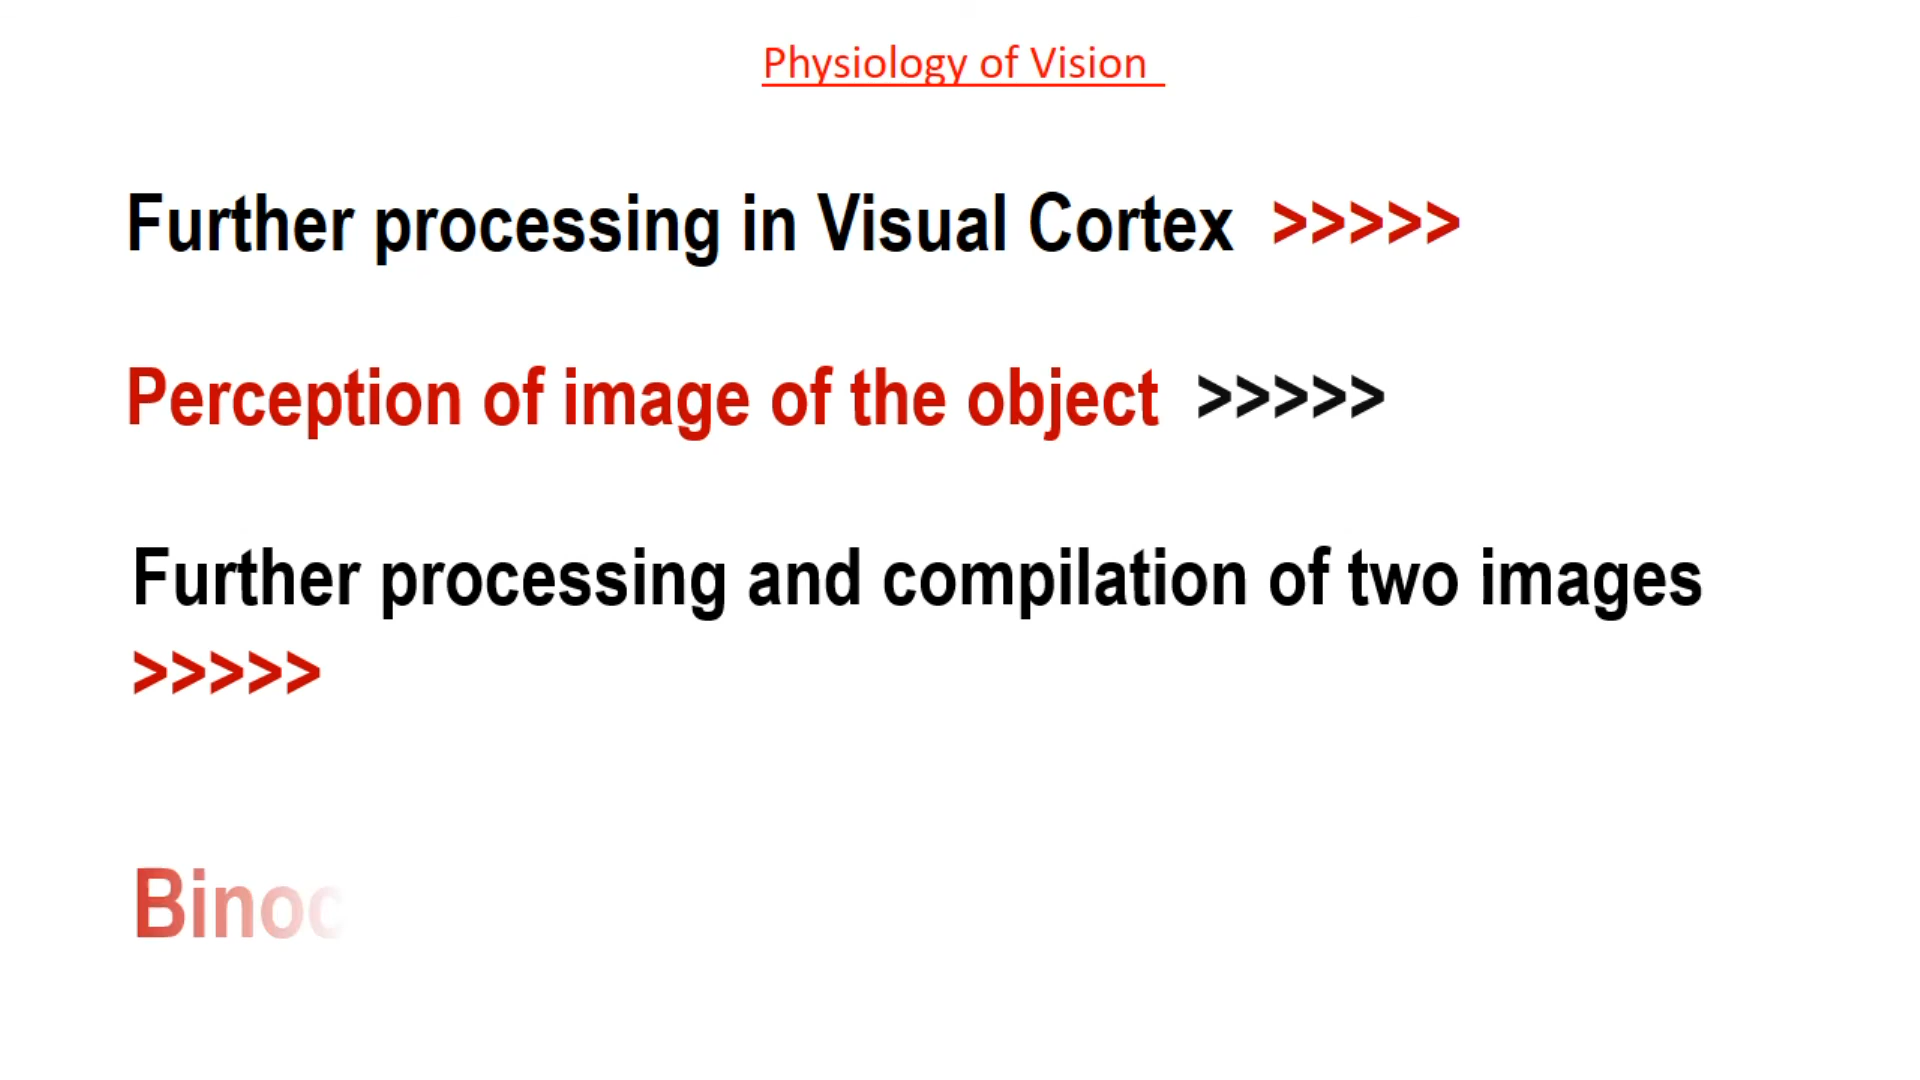 Physiology of Vision
Further processing in Visual Cortex >>>>>
Perception of image of the object >>>>>
Further processing and compilation of two images
>>>>>
Binoc